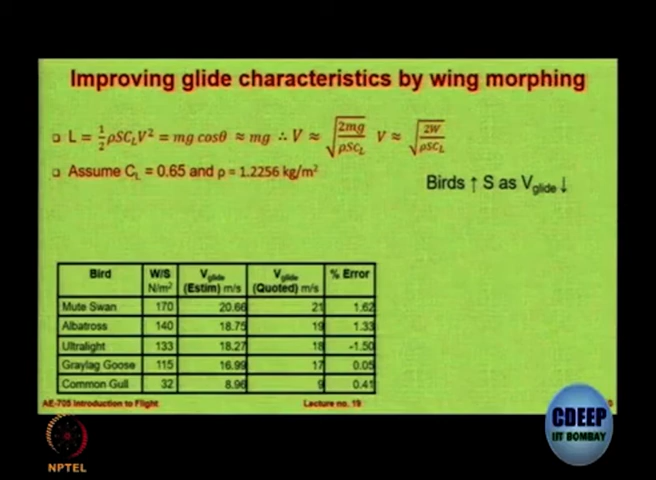 Improving glide characteristics by wing morphing
L = 1/2 ρSC_LV² = mg cosθ ≈ mg ∴ V ≈ √(2mg/ρSC_L) V ≈ √(2W/ρSC_L)
Assume C_L = 0.65 and ρ = 1.2256 kg/m²
Birds ↑ S as V_glide ↓
Bird W/S N/m² V_glide (Estim) m/s V_glide (Quoted) m/s % Error
Mute Swan 170 20.66 21 1.62
Albatross 140 18.75 19 1.33
Ultralight 133 18.27 18 -1.50
Graylag Goose 115 16.99 17 0.05
Common Gull 32 8.96 9 0.41
AE-705 Introduction to Flight Lecture no. 19
CDEEP
IIT BOMBAY
NPTEL